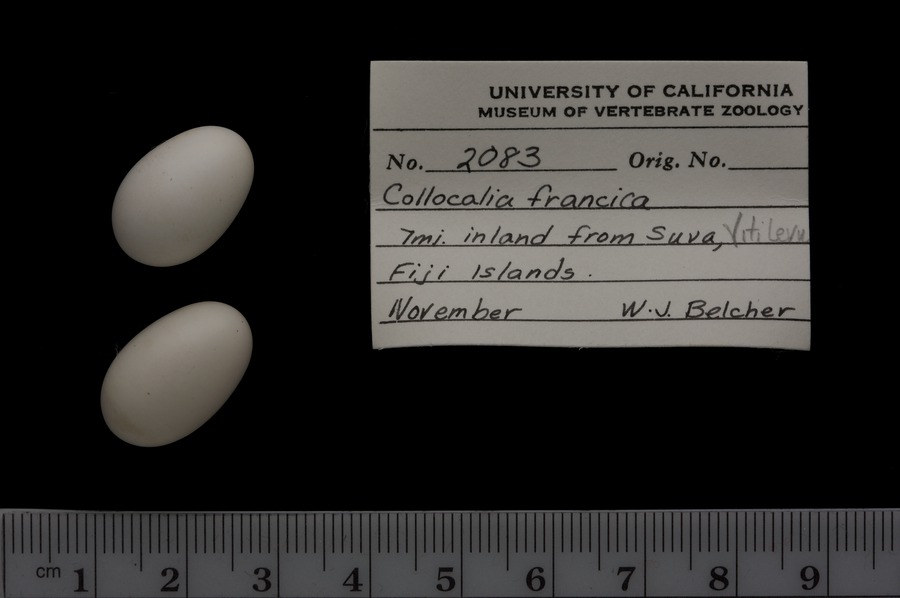 UNIVERSITY OF CALIFORNIA
MUSEUM OF VERTEBRATE ZOOLOGY
No. 2083 Orig. No.
Collocalia francica
7mi. inland from Suva, Viti Levu
Fiji Islands.
November W.J. Belcher
cm 1 2 3 4 5 6 7 8 9